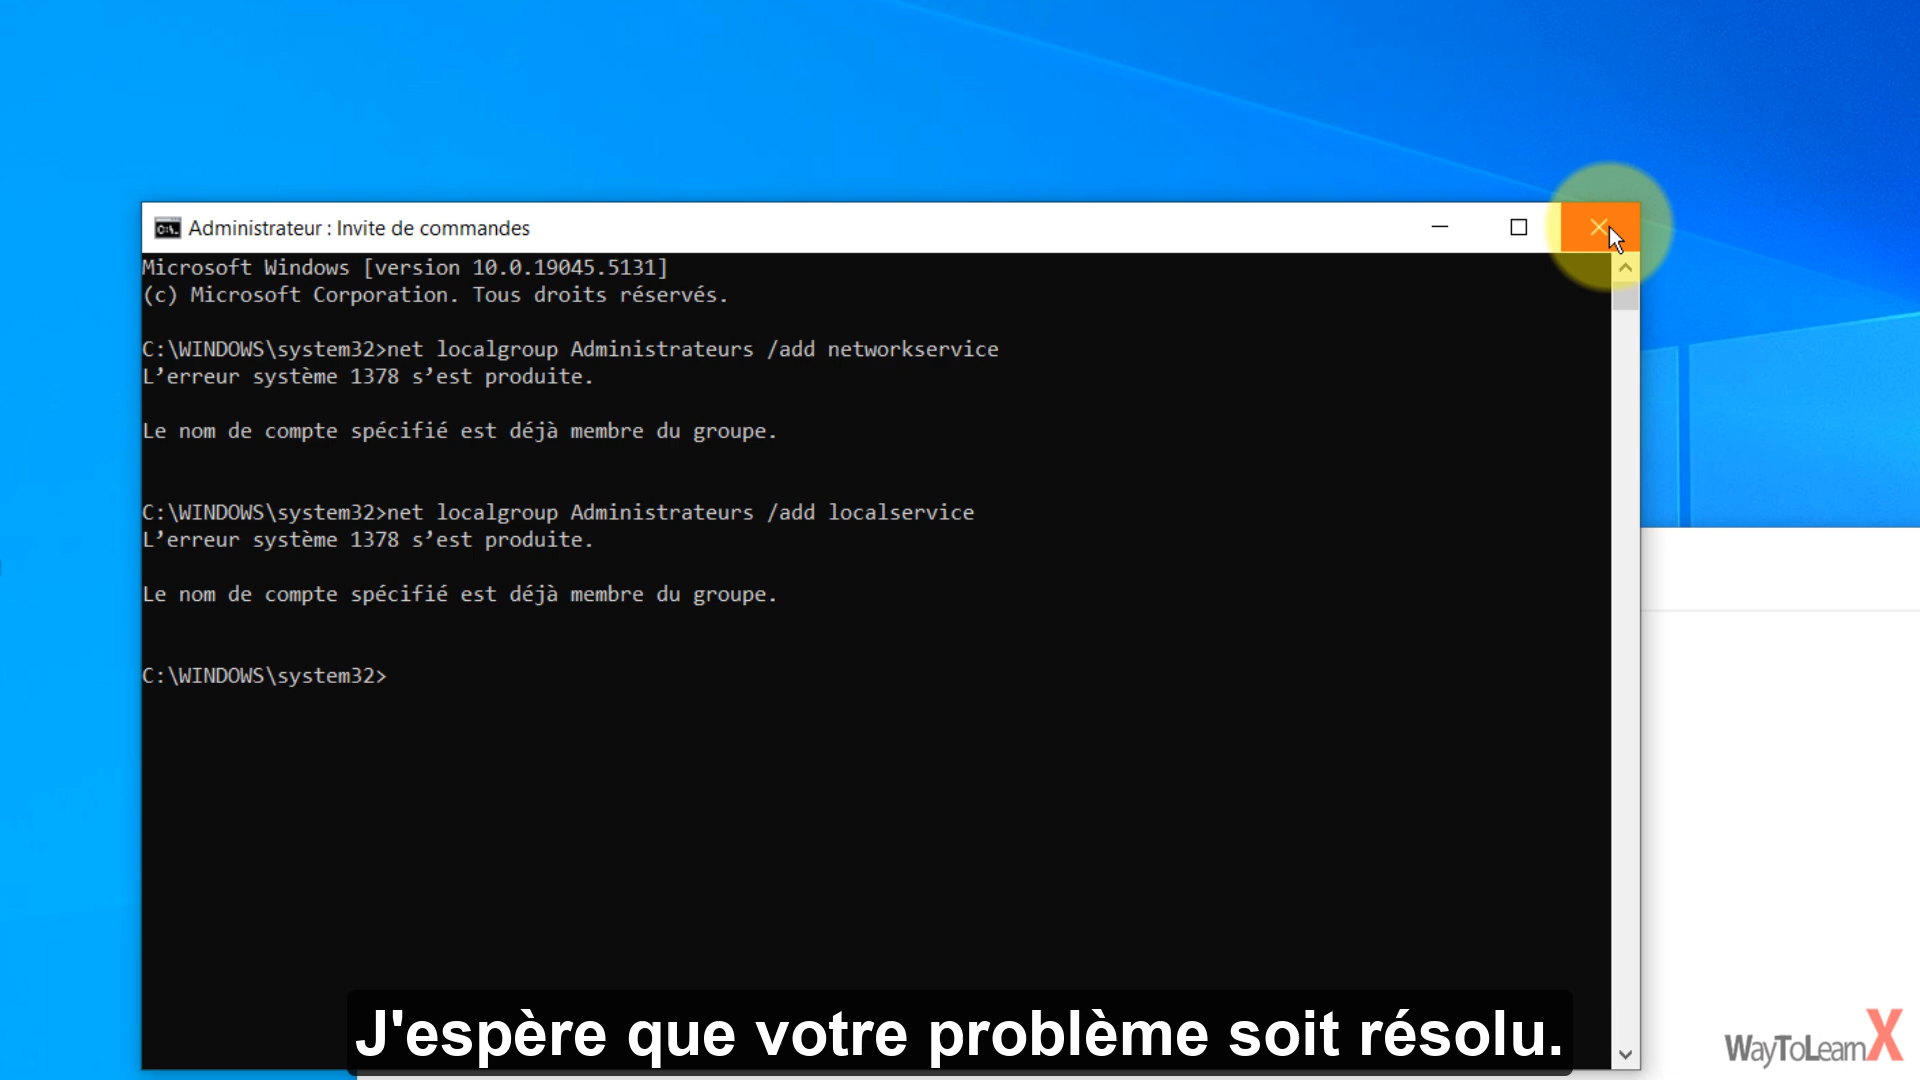 Administrateur : Invite de commandes
Microsoft Windows [version 10.0.19045.5131]
(c) Microsoft Corporation. Tous droits réservés.
C:\WINDOWS\system32>net localgroup Administrateurs /add networkservice
L’erreur système 1378 s’est produite.
Le nom de compte spécifié est déjà membre du groupe.
C:\WINDOWS\system32>net localgroup Administrateurs /add localservice
L’erreur système 1378 s’est produite.
Le nom de compte spécifié est déjà membre du groupe.
C:\WINDOWS\system32>
J'espère que votre problème soit résolu.
WayToLearnX